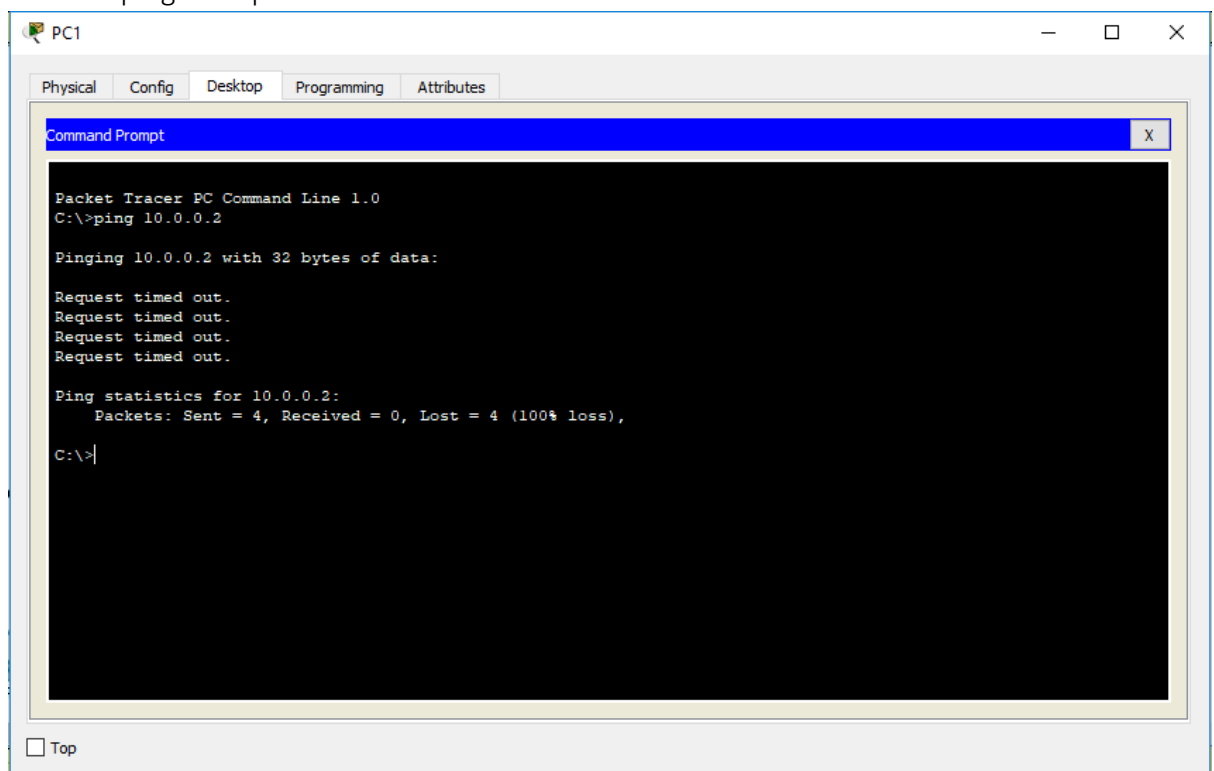 PC1
Physical Config Desktop Programming Attributes
Command Prompt
X
Packet Tracer PC Command Line 1.0
C:\>ping 10.0.0.2
Pinging 10.0.0.2 with 32 bytes of data:
Request timed out.
Request timed out.
Request timed out.
Request timed out.
Ping statistics for 10.0.0.2:
Packets: Sent = 4, Received = 0, Lost = 4 (100% loss),
C:\>
Top